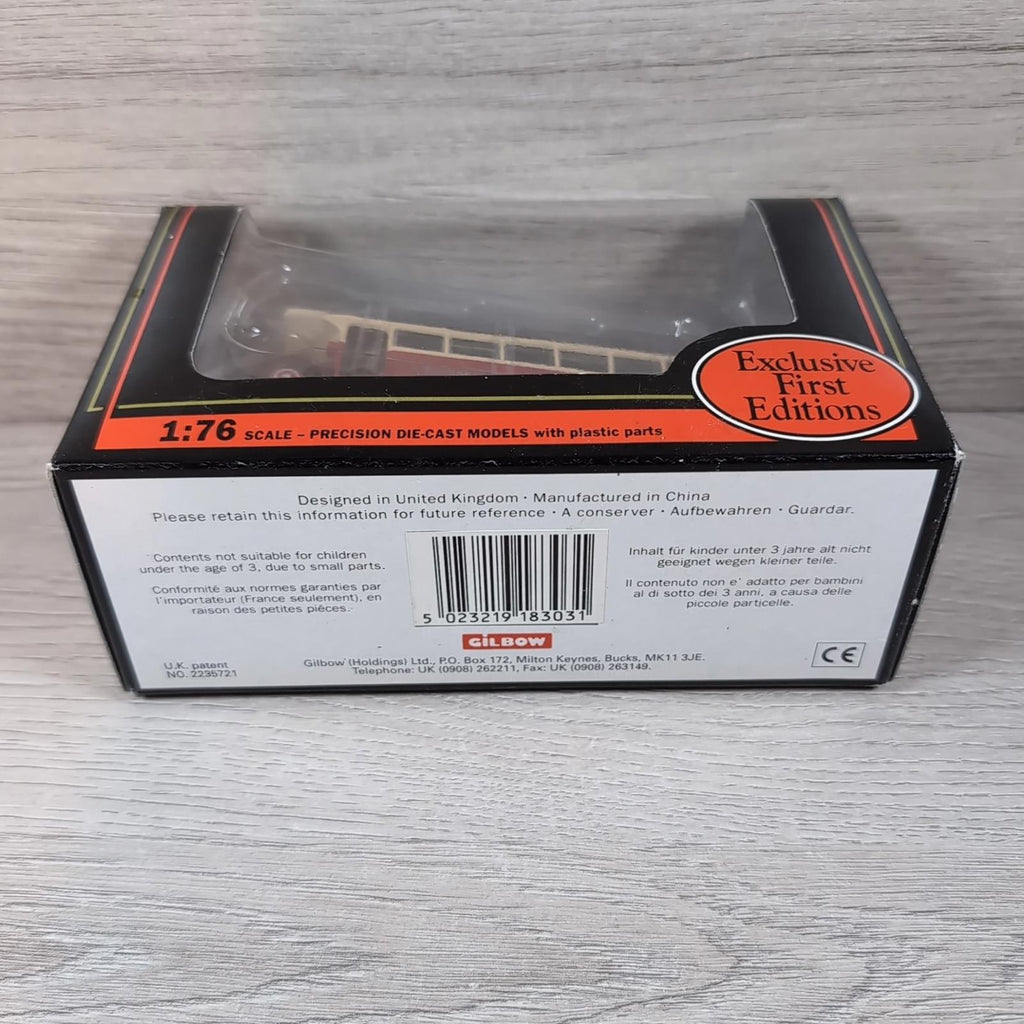 Exclusive
First
Editions
1:76 SCALE – PRECISION DIE-CAST MODELS with plastic parts
Designed in United Kingdom · Manufactured in China
Please retain this information for future reference · A conserver · Aufbewahren · Guardar.
Contents not suitable for children
under the age of 3, due to small parts.
Conformité aux normes garanties par
l'importateur (France seulement), en
raison des petites piéces.
5 023219 183031
Inhalt für kinder unter 3 jahre alt nicht
geeignet wegen kleiner teile.
Il contenuto non e' adatto per bambini
al di sotto dei 3 anni, a causa delle
piccole particelle.
GILBOW
U.K. patent
NO. 2235721
Gilbow (Holdings) Ltd., P.O. Box 172, Milton Keynes, Bucks, MK11 3JE.
Telephone: UK (0908) 262211, Fax: UK (0908) 263149.
CE